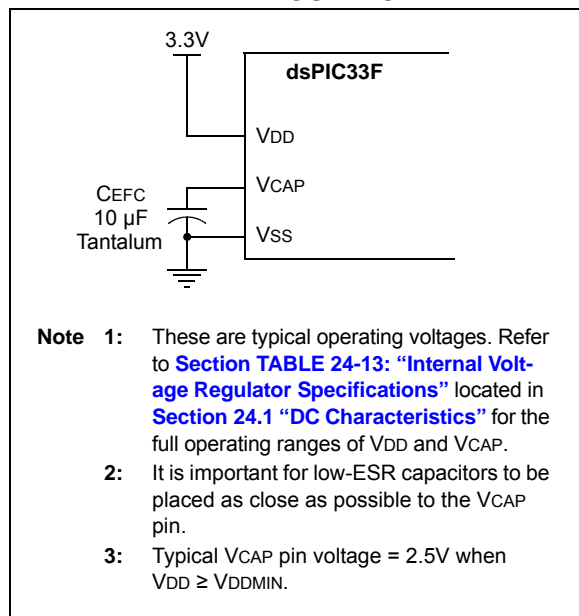 3.3V
dsPIC33F
VDD
VCAP
CEFC
10 µF
Tantalum
VSS
Note 1: These are typical operating voltages. Refer
to Section TABLE 24-13: “Internal Volt-
age Regulator Specifications” located in
Section 24.1 “DC Characteristics” for the
full operating ranges of VDD and VCAP.
2: It is important for low-ESR capacitors to be
placed as close as possible to the VCAP
pin.
3: Typical VCAP pin voltage = 2.5V when
VDD ≥ VDDMIN.